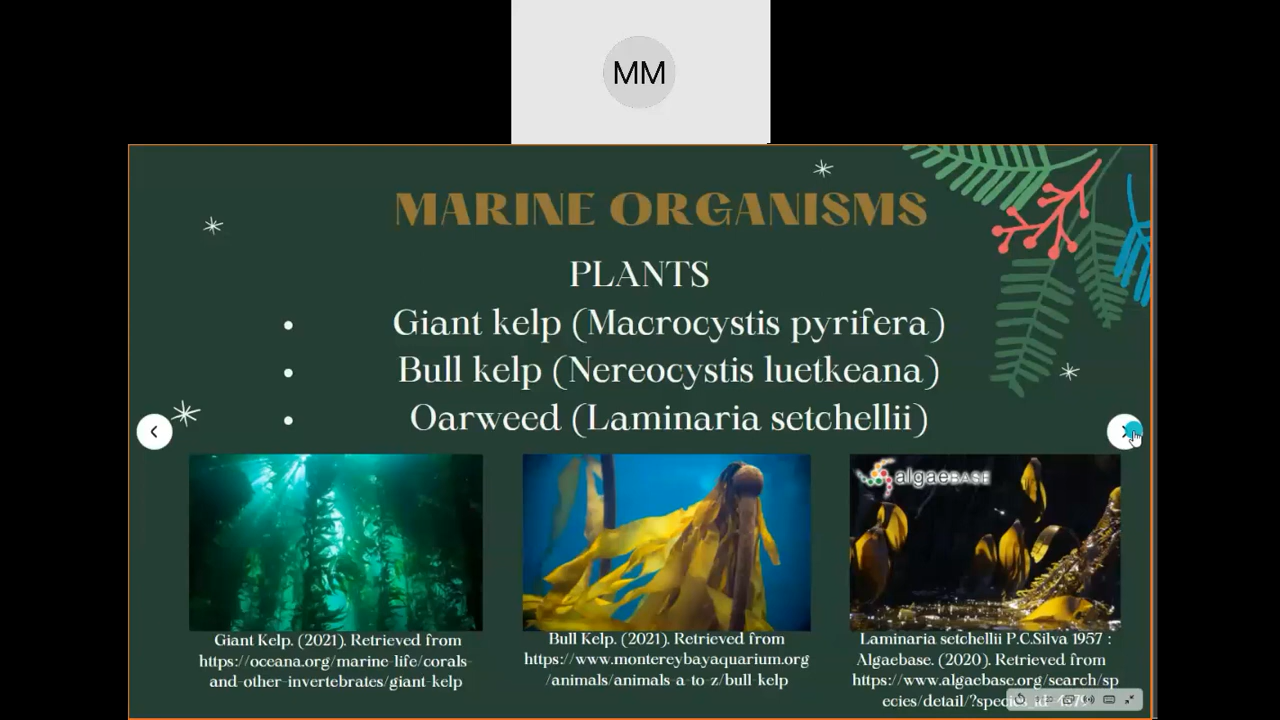 MM
MARINE ORGANISMS
PLANTS
• Giant kelp (Macrocystis pyrifera)
• Bull kelp (Nereocystis luetkeana)
• Oarweed (Laminaria setchellii)
algaeBASE
Giant Kelp. (2021). Retrieved from
https://oceana.org/marine-life/corals-
and-other-invertebrates/giant-kelp
Bull Kelp. (2021). Retrieved from
https://www.montereybayaquarium.org
/animals/animals-a-to-z/bull-kelp
Laminaria setchellii P.C.Silva 1957 :
Algaebase. (2020). Retrieved from
https://www.algaebase.org/search/sp